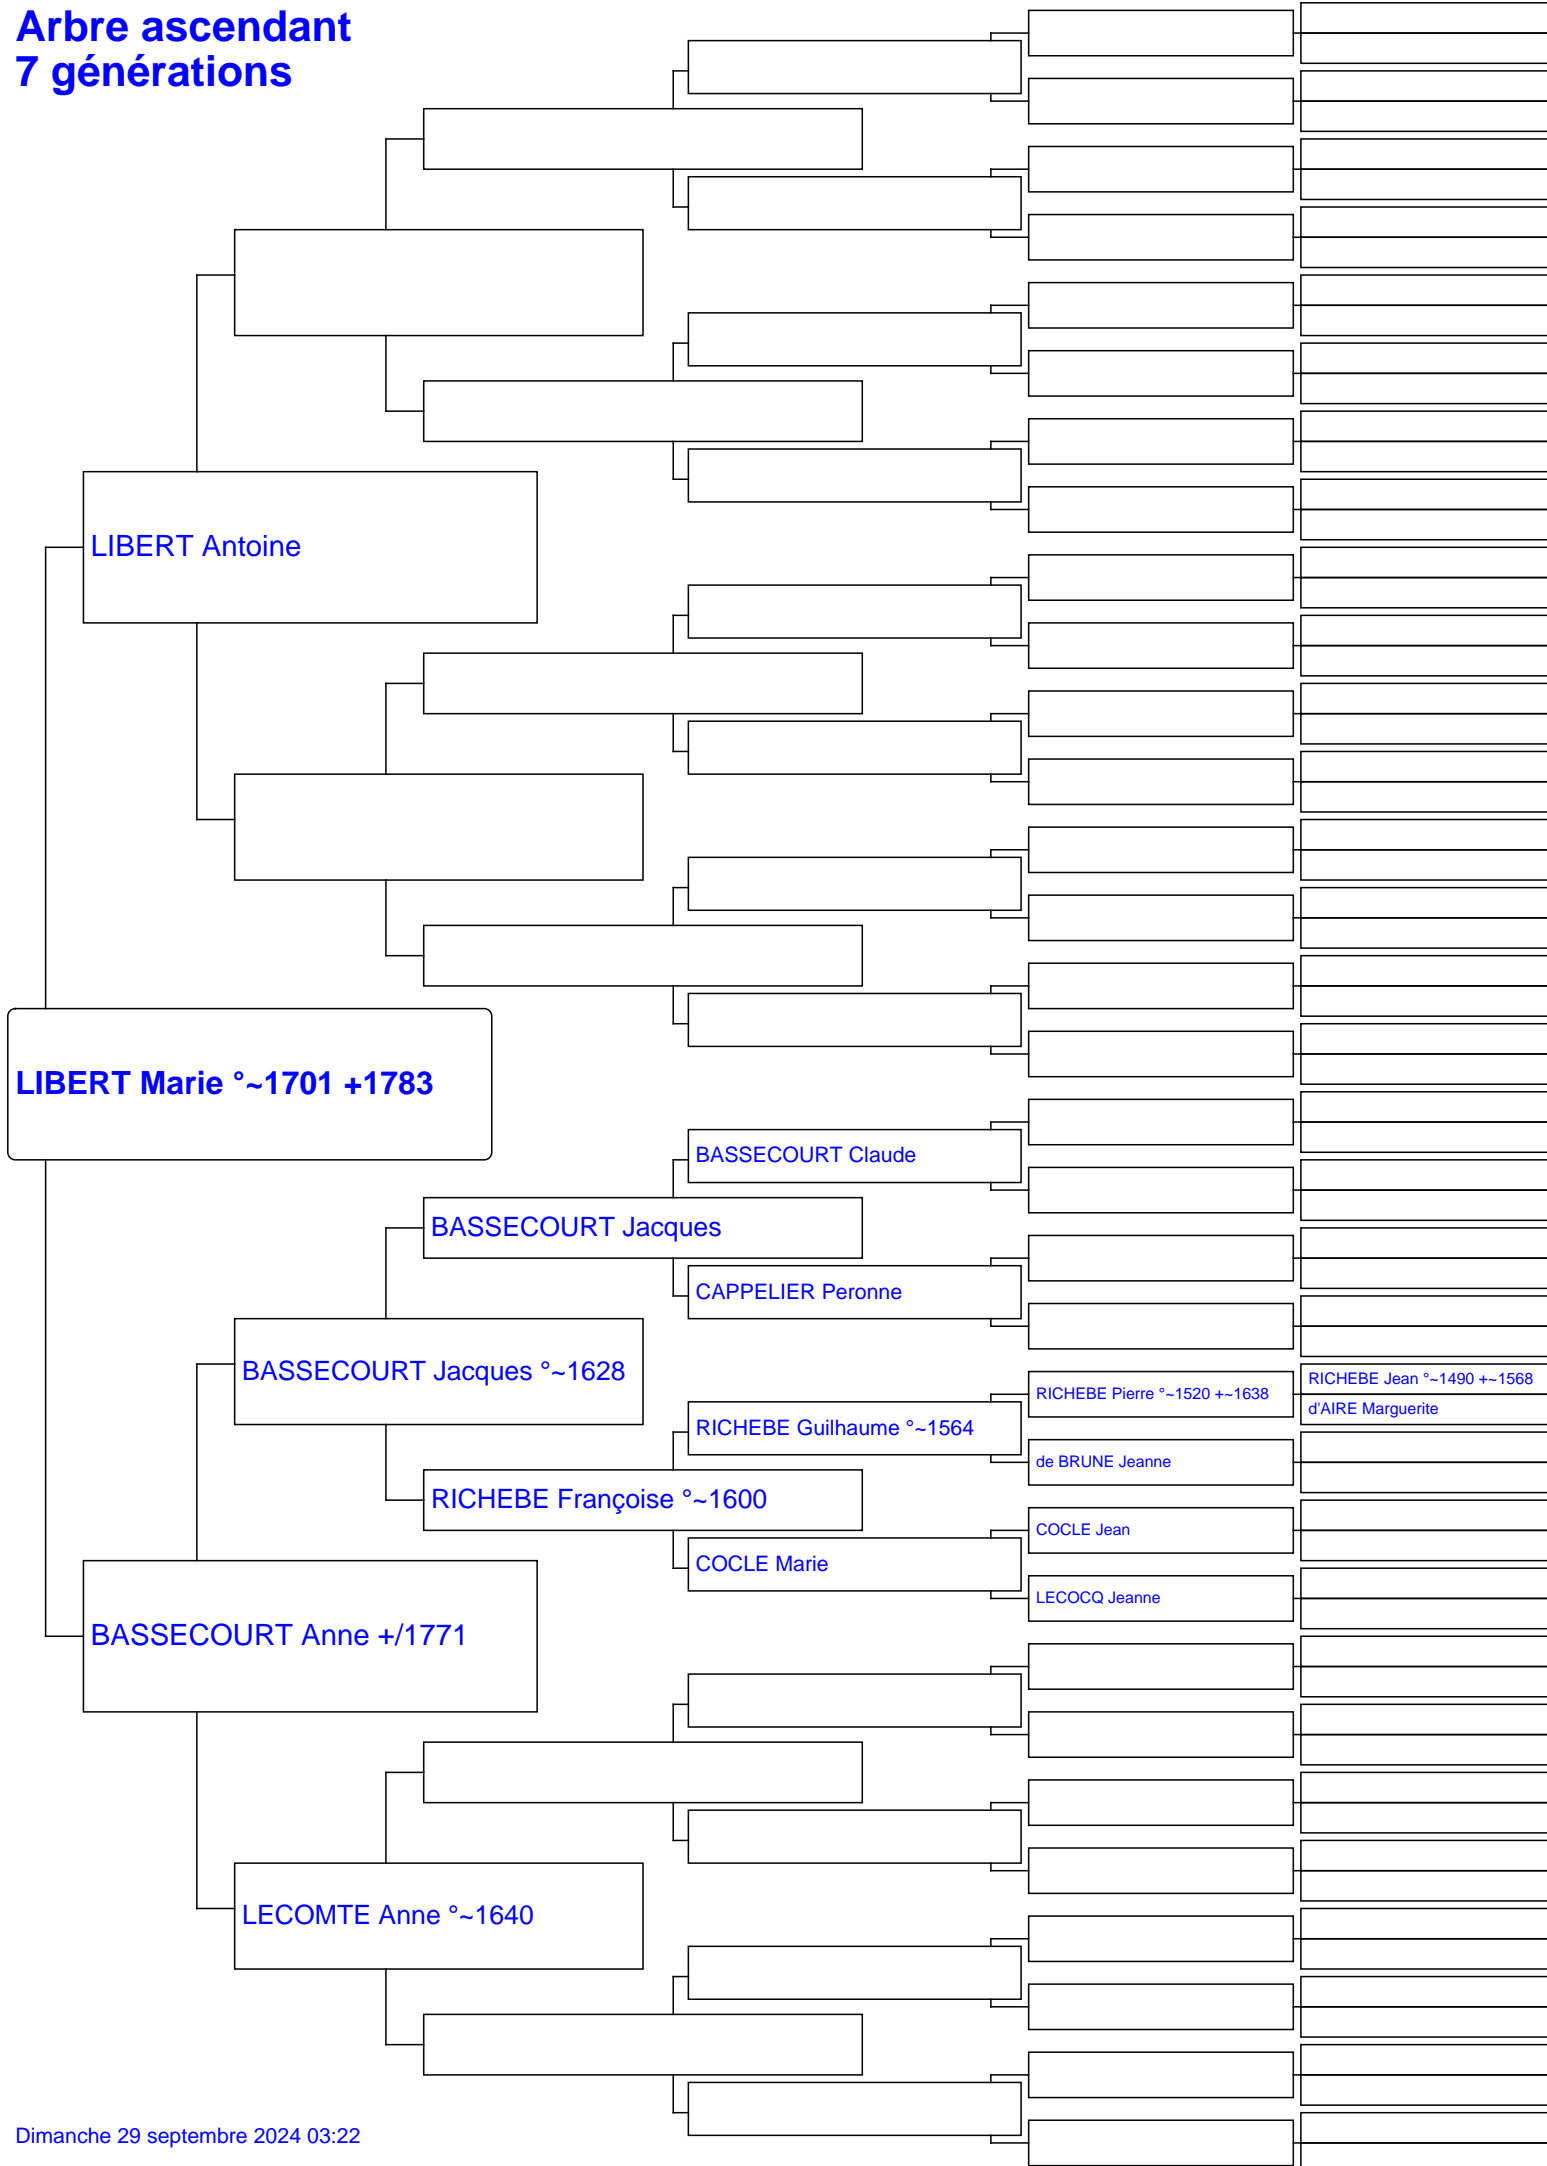 Arbre ascendant
7 générations
LIBERT Antoine
LIBERT Marie °~1701 +1783
BASSECOURT Claude
BASSECOURT Jacques
CAPPELIER Peronne
BASSECOURT Jacques °~1628
RICHEBE Jean °~1490 +~1568
RICHEBE Pierre °~1520 +~1638
d'AIRE Marguerite
RICHEBE Guilhaume °~1564
de BRUNE Jeanne
RICHEBE Françoise °~1600
COCLE Jean
COCLE Marie
LECOCQ Jeanne
BASSECOURT Anne +/1771
LECOMTE Anne °~1640
Dimanche 29 septembre 2024 03:22